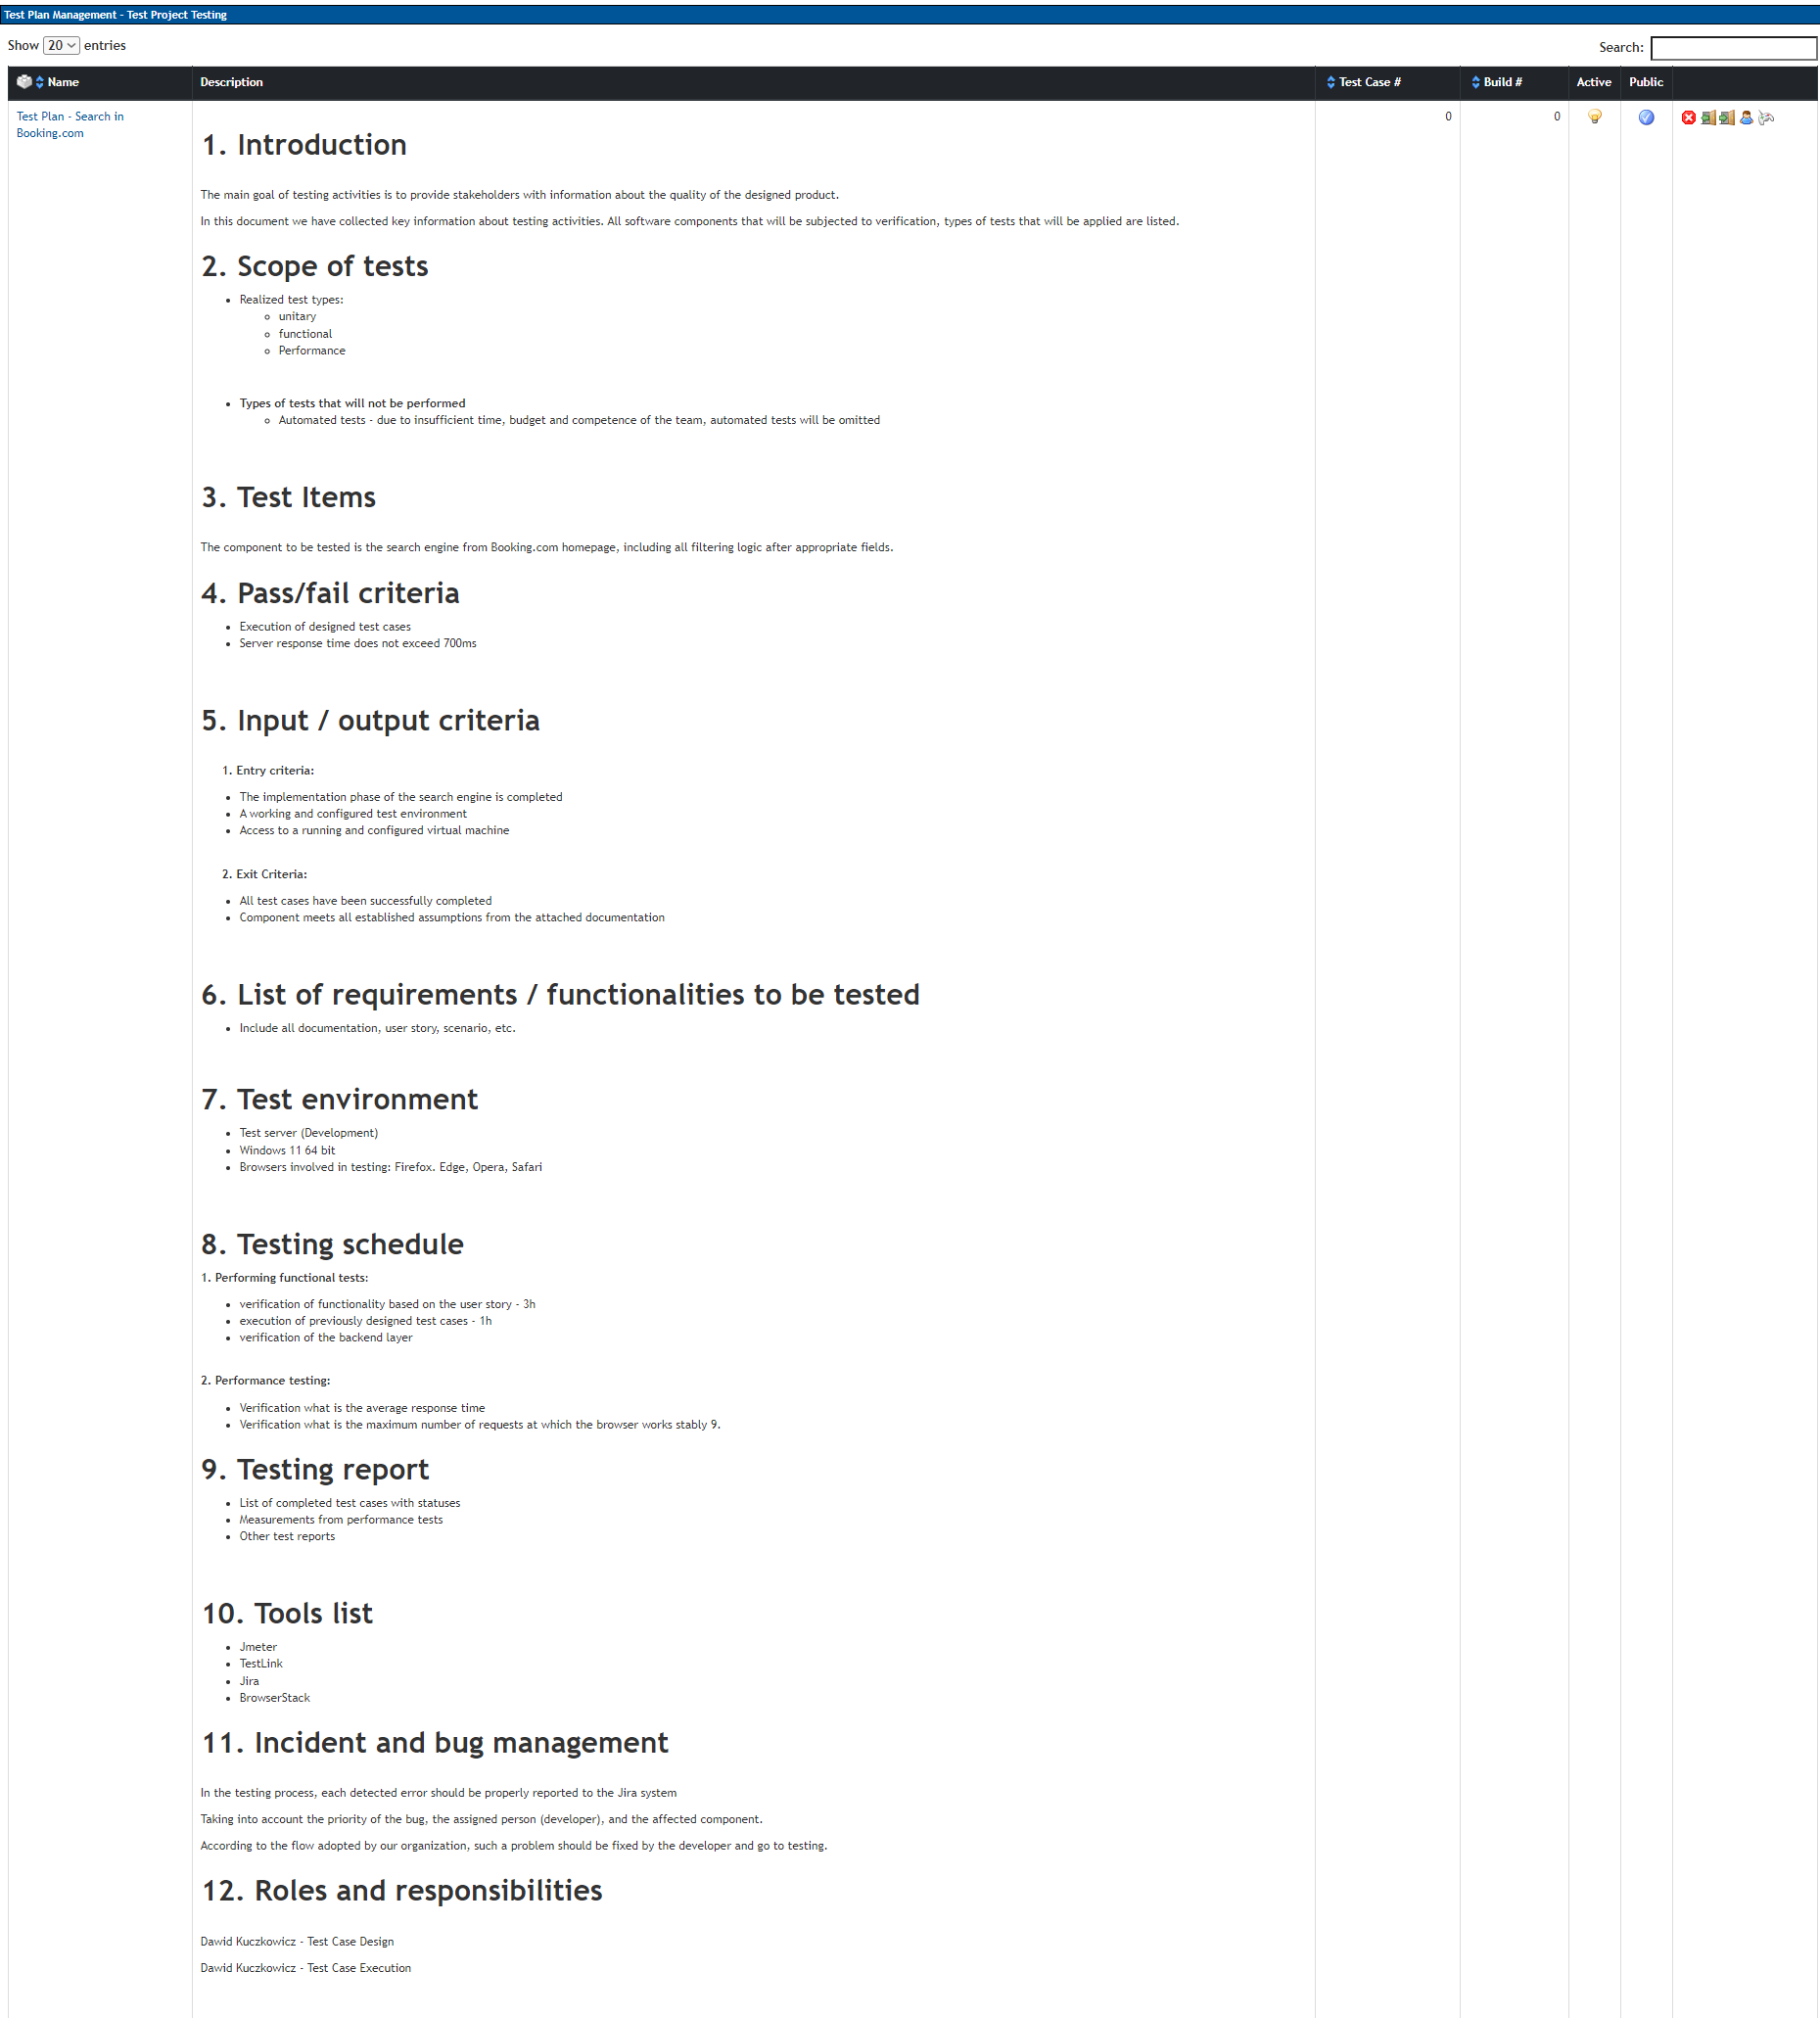 Test Plan Management - Test Project Testing
Show 20 entries
Search:
Name Description Test Case # Build # Active Public
Test Plan - Search in
Booking.com
0 0
1. Introduction
The main goal of testing activities is to provide stakeholders with information about the quality of the designed product.
In this document we have collected key information about testing activities. All software components that will be subjected to verification, types of tests that will be applied are listed.
2. Scope of tests
Realized test types:
unitary
functional
Performance
Types of tests that will not be performed
Automated tests - due to insufficient time, budget and competence of the team, automated tests will be omitted
3. Test Items
The component to be tested is the search engine from Booking.com homepage, including all filtering logic after appropriate fields.
4. Pass/fail criteria
Execution of designed test cases
Server response time does not exceed 700ms
5. Input / output criteria
1. Entry criteria:
The implementation phase of the search engine is completed
A working and configured test environment
Access to a running and configured virtual machine
2. Exit Criteria:
All test cases have been successfully completed
Component meets all established assumptions from the attached documentation
6. List of requirements / functionalities to be tested
Include all documentation, user story, scenario, etc.
7. Test environment
Test server (Development)
Windows 11 64 bit
Browsers involved in testing: Firefox. Edge, Opera, Safari
8. Testing schedule
1. Performing functional tests:
verification of functionality based on the user story - 3h
execution of previously designed test cases - 1h
verification of the backend layer
2. Performance testing:
Verification what is the average response time
Verification what is the maximum number of requests at which the browser works stably 9.
9. Testing report
List of completed test cases with statuses
Measurements from performance tests
Other test reports
10. Tools list
Jmeter
TestLink
Jira
BrowserStack
11. Incident and bug management
In the testing process, each detected error should be properly reported to the Jira system
Taking into account the priority of the bug, the assigned person (developer), and the affected component.
According to the flow adopted by our organization, such a problem should be fixed by the developer and go to testing.
12. Roles and responsibilities
Dawid Kuczkowicz - Test Case Design
Dawid Kuczkowicz - Test Case Execution